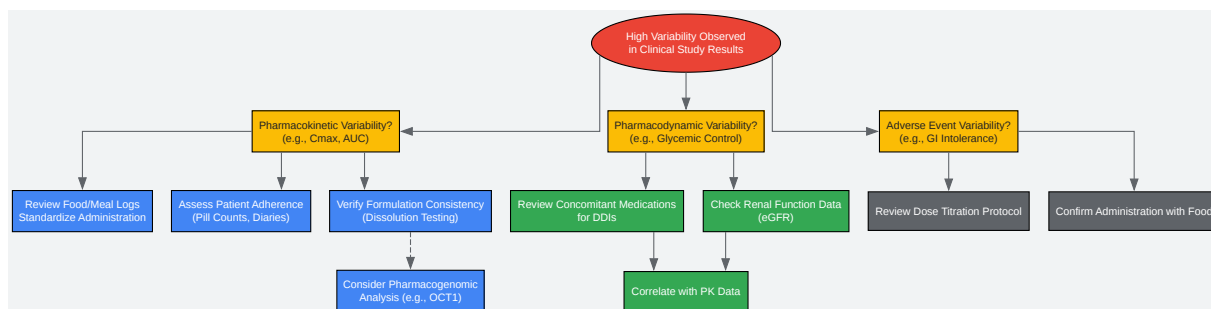 High Variability Observed
in Clinical Study Results
Pharmacokinetic Variability?
(e.g., Cmax, AUC)
Pharmacodynamic Variability?
(e.g., Glycemic Control)
Adverse Event Variability?
(e.g., GI Intolerance)
Review Food/Meal Logs
Standardize Administration
Assess Patient Adherence
(Pill Counts, Diaries)
Verify Formulation Consistency
(Dissolution Testing)
Review Concomitant Medications
for DDIs
Check Renal Function Data
(eGFR)
Review Dose Titration Protocol
Confirm Administration with Food
Consider Pharmacogenomic
Analysis (e.g., OCT1)
Correlate with PK Data